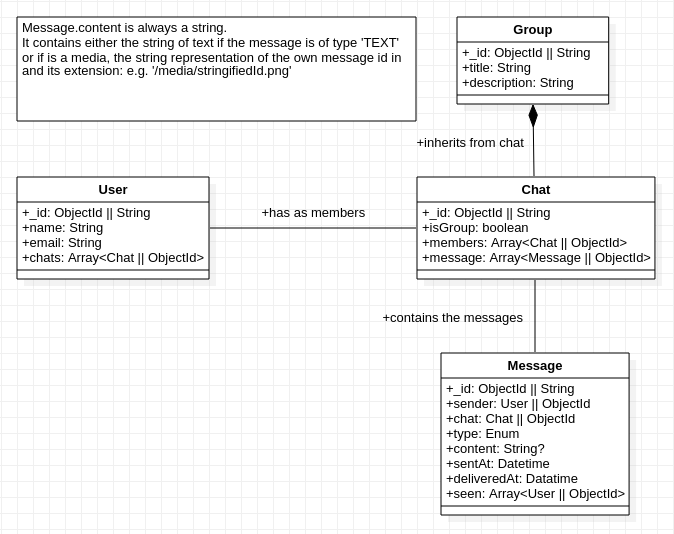 Message.content is always a string.
It contains either the string of text if the message is of type 'TEXT'
or if is a media, the string representation of the own message id in
and its extension: e.g. '/media/stringifiedId.png'
Group
+_id: ObjectId || String
+title: String
+description: String
+inherits from chat
User
+_id: ObjectId || String
+name: String
+email: String
+chats: Array<Chat || ObjectId>
+has as members
Chat
+_id: ObjectId || String
+isGroup: boolean
+members: Array<Chat || ObjectId>
+message: Array<Message || ObjectId>
+contains the messages
Message
+_id: ObjectId || String
+sender: User || ObjectId
+chat: Chat || ObjectId
+type: Enum
+content: String?
+sentAt: Datetime
+deliveredAt: Datatime
+seen: Array<User || ObjectId>